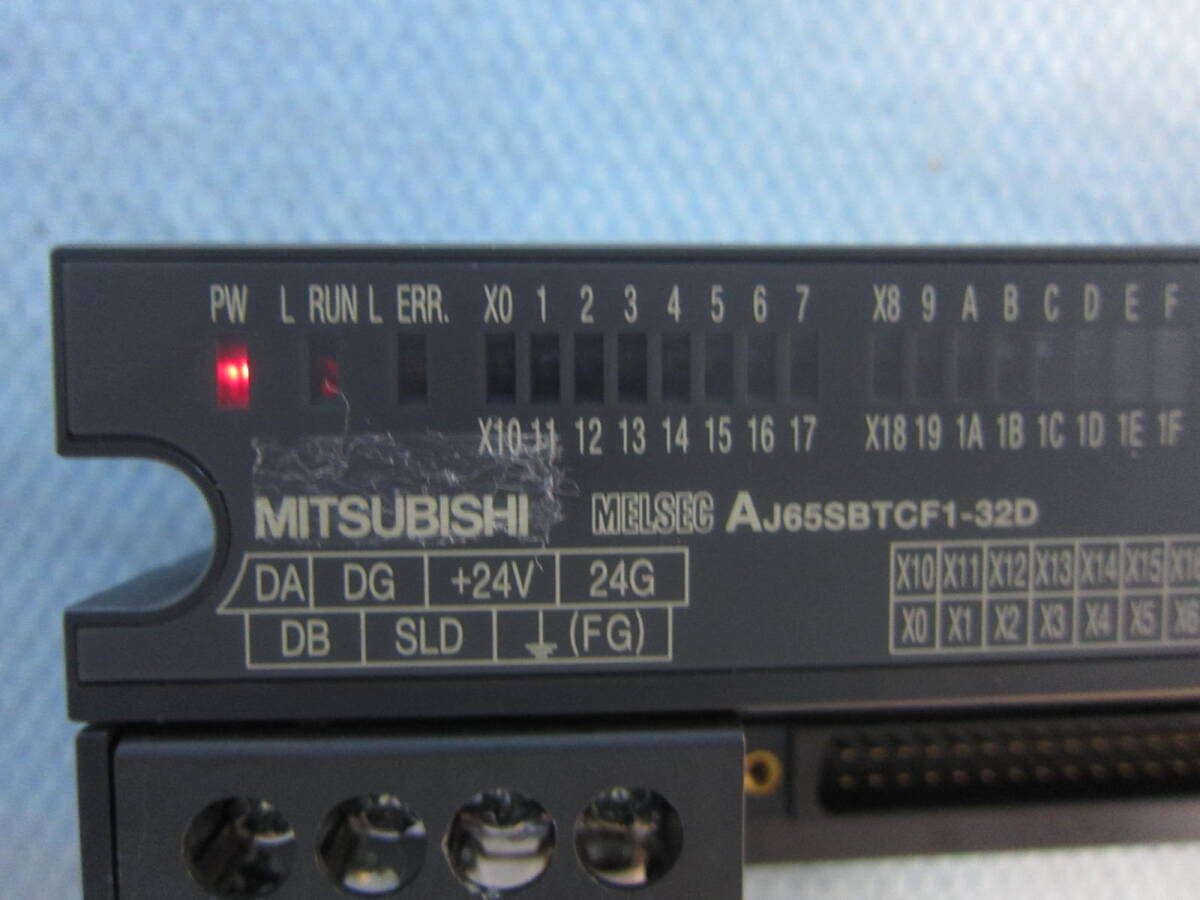 PW L RUN L ERR. X0 1 2 3 4 5 6 7 X8 9 A B C D E F
X10 11 12 13 14 15 16 17 X18 19 1A 1B 1C 1D 1E 1F
MITSUBISHI MELSEC AJ65SBTCF1-32D
DA DG +24V 24G
DB SLD (FG)
X10 X11 X12 X13 X14 X15 X16
X0 X1 X2 X3 X4 X5 X6